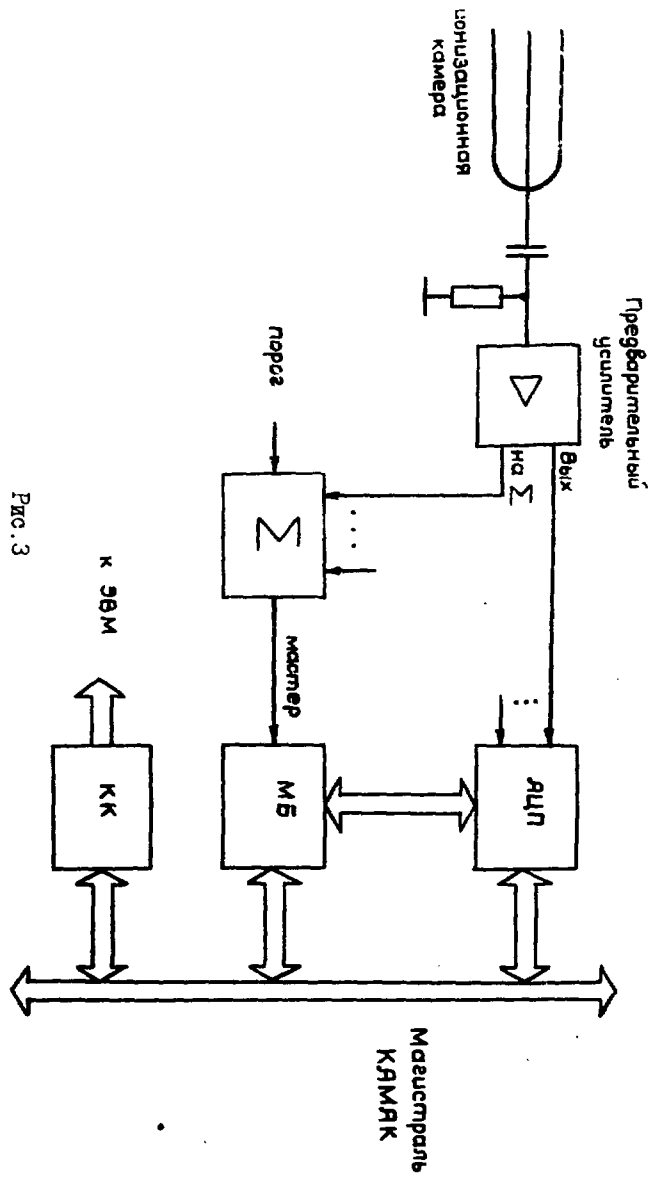 ионизационная
камера
Предварительный
усилитель
Вых
на Σ
порог
Σ
мастер
АЦП
МБ
КК
к ЭВМ
Магистраль
КАМАК
Рис.3